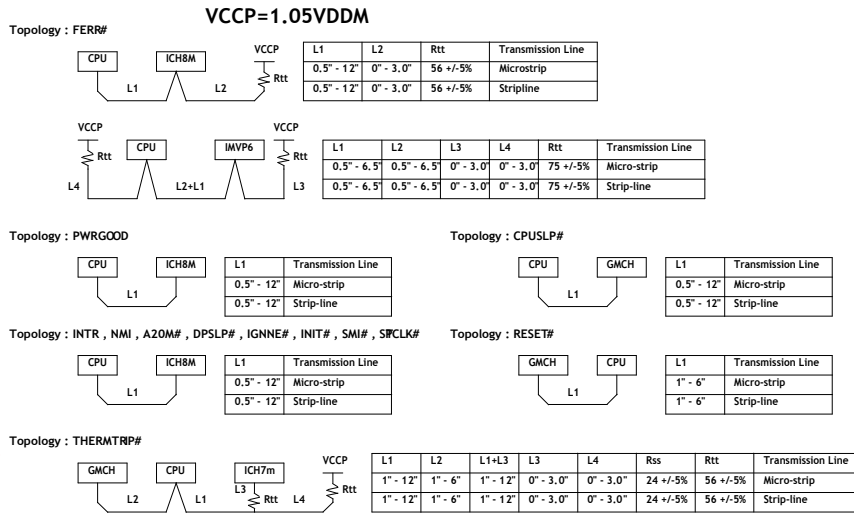 VCCP=1.05VDDM
Topology : FERR#
CPU ICH8M VCCP Rtt
L1 L2
L1 L2 Rtt Transmission Line
0.5" - 12" 0" - 3.0" 56 +/-5% Microstrip
0.5" - 12" 0" - 3.0" 56 +/-5% Stripline
VCCP Rtt CPU IMVP6 VCCP Rtt
L4 L2+L1 L3
L1 L2 L3 L4 Rtt Transmission Line
0.5" - 6.5" 0.5" - 6.5" 0" - 3.0" 0" - 3.0" 75 +/-5% Micro-strip
0.5" - 6.5" 0.5" - 6.5" 0" - 3.0" 0" - 3.0" 75 +/-5% Strip-line
Topology : PWRGOOD
CPU ICH8M
L1
L1 Transmission Line
0.5" - 12" Micro-strip
0.5" - 12" Strip-line
Topology : CPUSLP#
CPU GMCH
L1
L1 Transmission Line
0.5" - 12" Micro-strip
0.5" - 12" Strip-line
Topology : INTR , NMI , A20M# , DPSLP# , IGNNE# , INIT# , SMI# , STPCLK#
CPU ICH8M
L1
L1 Transmission Line
0.5" - 12" Micro-strip
0.5" - 12" Strip-line
Topology : RESET#
GMCH CPU
L1
L1 Transmission Line
1" - 6" Micro-strip
1" - 6" Strip-line
Topology : THERMTRIP#
GMCH CPU ICH7m VCCP
L2 L1 L3 Rtt L4 Rtt
L1 L2 L1+L3 L3 L4 Rss Rtt Transmission Line
1" - 12" 1" - 6" 1" - 12" 0" - 3.0" 0" - 3.0" 24 +/-5% 56 +/-5% Micro-strip
1" - 12" 1" - 6" 1" - 12" 0" - 3.0" 0" - 3.0" 24 +/-5% 56 +/-5% Strip-line